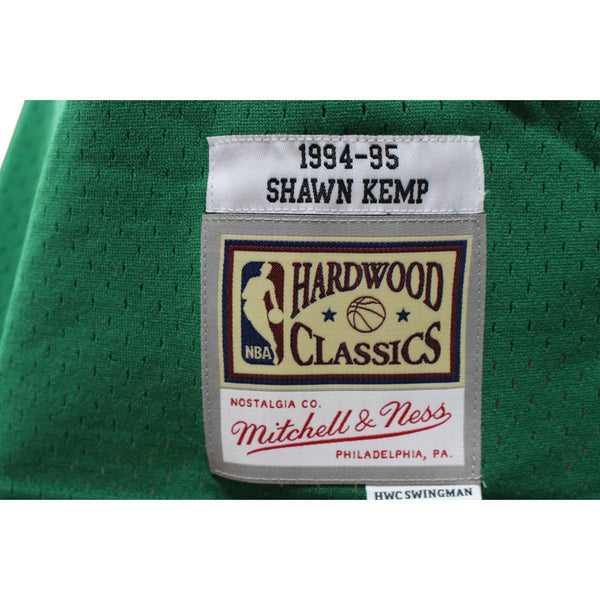 1994-95
SHAWN KEMP
HARDWOOD
NBA
CLASSICS
NOSTALGIA CO.
Mitchell & Ness
PHILADELPHIA, PA.
HWC SWINGMAN